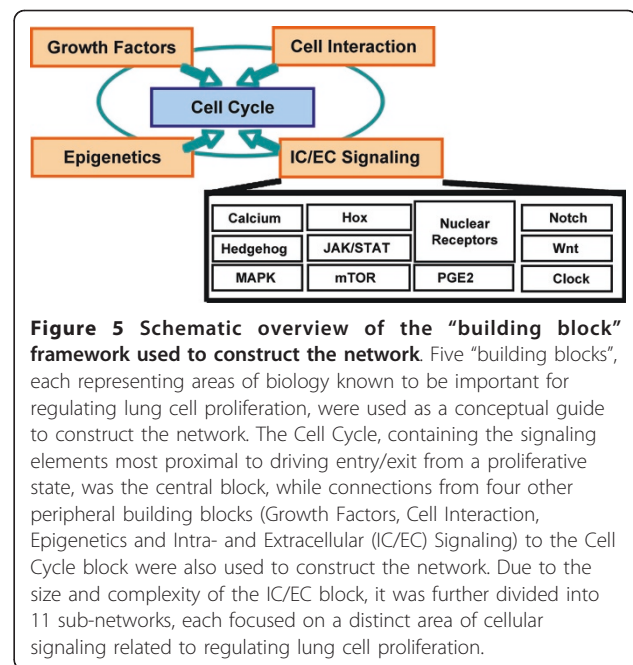 Growth Factors
Cell Interaction
Cell Cycle
Epigenetics
IC/EC Signaling
Calcium
Hox
Nuclear
Receptors
Notch
Hedgehog
JAK/STAT
Wnt
MAPK
mTOR
PGE2
Clock
Figure 5 Schematic overview of the “building block”
framework used to construct the network. Five “building blocks”,
each representing areas of biology known to be important for
regulating lung cell proliferation, were used as a conceptual guide
to construct the network. The Cell Cycle, containing the signaling
elements most proximal to driving entry/exit from a proliferative
state, was the central block, while connections from four other
peripheral building blocks (Growth Factors, Cell Interaction,
Epigenetics and Intra- and Extracellular (IC/EC) Signaling) to the Cell
Cycle block were also used to construct the network. Due to the
size and complexity of the IC/EC block, it was further divided into
11 sub-networks, each focused on a distinct area of cellular
signaling related to regulating lung cell proliferation.